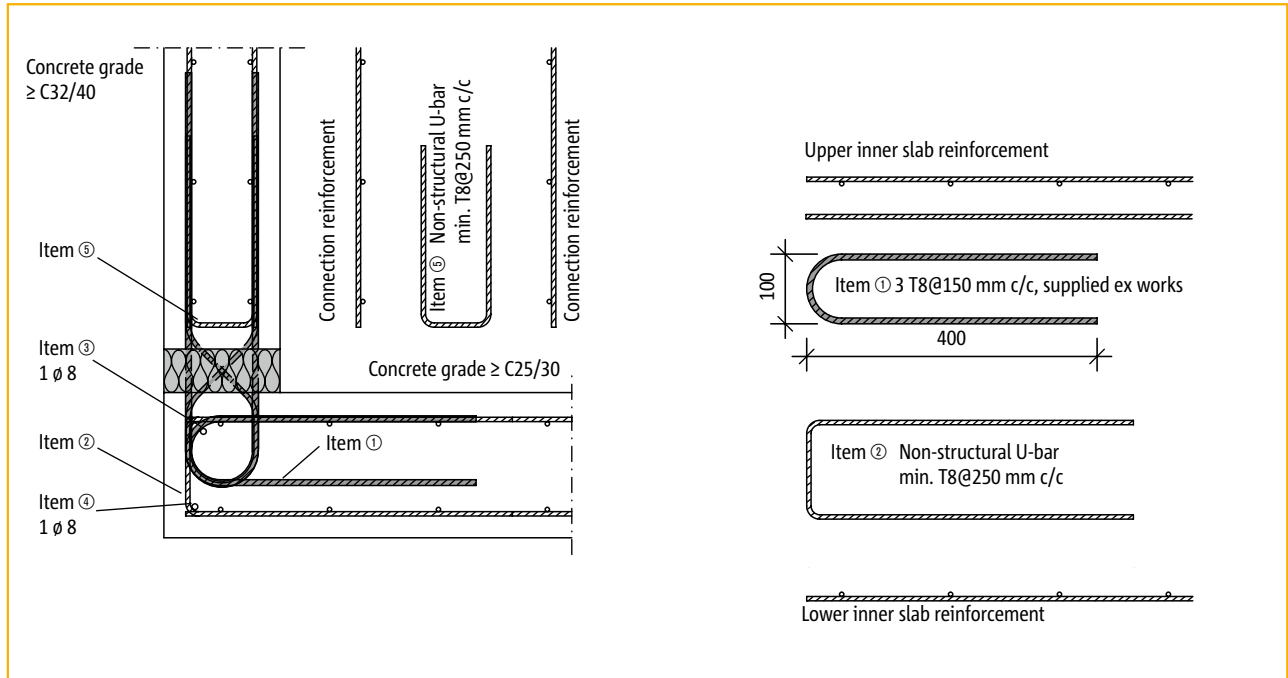 Concrete grade
≥ C32/40
Connection reinforcement
Item ⑤ Non-structural U-bar
min. T8@250 mm c/c
Connection reinforcement
Item ⑤
Item ③
1 ø 8
Item ②
Item ④
1 ø 8
Concrete grade ≥ C25/30
Item ①
Upper inner slab reinforcement
100
Item ① 3 T8@150 mm c/c, supplied ex works
400
Item ② Non-structural U-bar
min. T8@250 mm c/c
Lower inner slab reinforcement